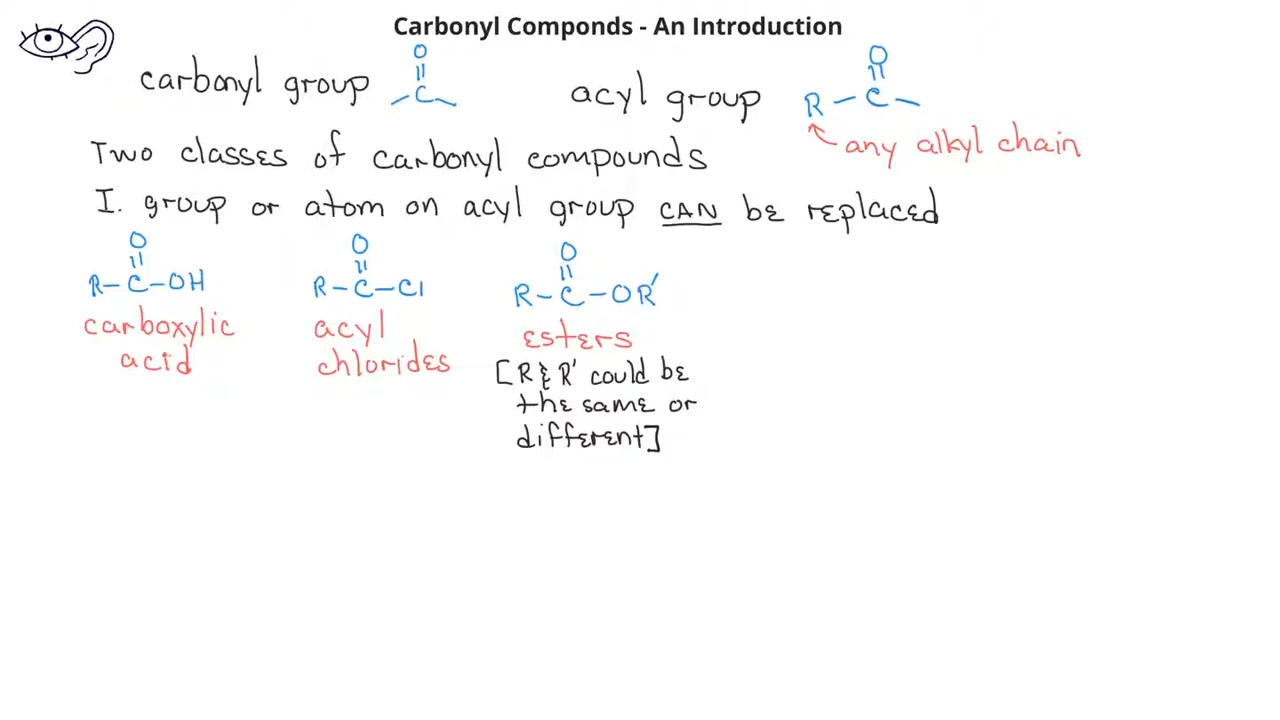 Carbonyl Componds - An Introduction
carbonyl group
O
||
C
acyl group
O
||
R - C -
any alkyl chain
Two classes of carbonyl compounds
I. group or atom on acyl group CAN be replaced
O
||
R-C-OH
carboxylic
acid
O
||
R-C-Cl
acyl
chlorides
O
||
R-C-OR'
esters
[R & R' could be
the same or
different]